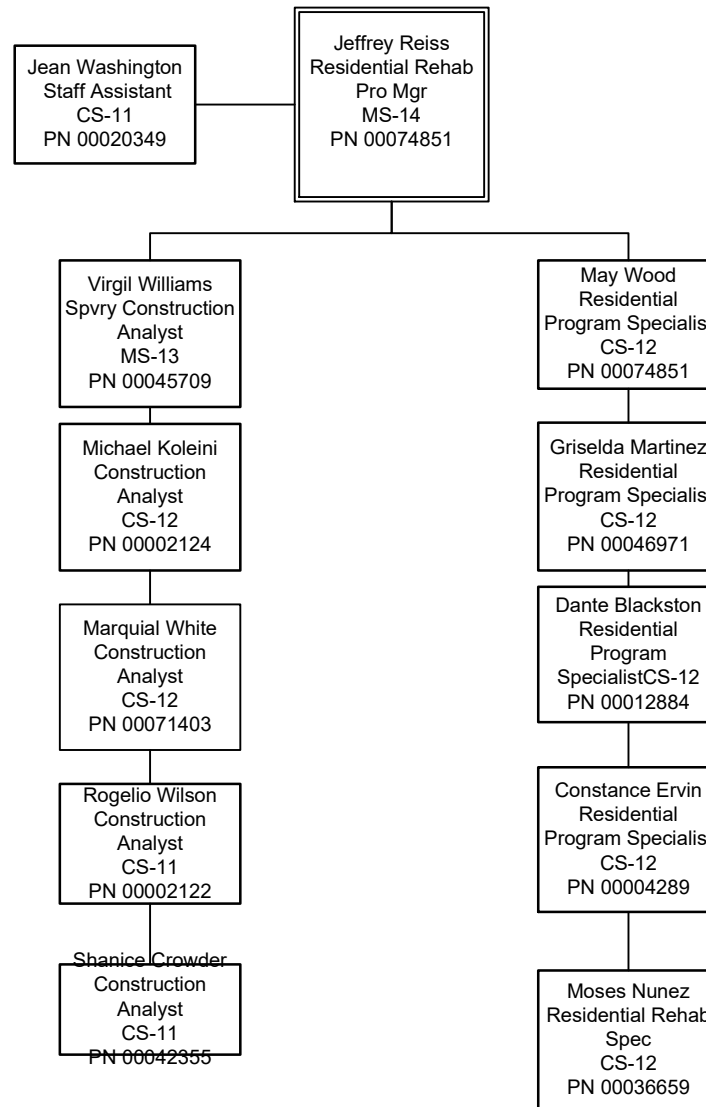 Jeffrey Reiss
Residential Rehab
Pro Mgr
MS-14
PN 00074851
Jean Washington
Staff Assistant
CS-11
PN 00020349
Virgil Williams
Spvry Construction
Analyst
MS-13
PN 00045709
Michael Koleini
Construction
Analyst
CS-12
PN 00002124
Marquial White
Construction
Analyst
CS-12
PN 00071403
Rogelio Wilson
Construction
Analyst
CS-11
PN 00002122
Shanice Crowder
Construction
Analyst
CS-11
PN 00042355
May Wood
Residential
Program Specialis
CS-12
PN 00074851
Griselda Martinez
Residential
Program Specialis
CS-12
PN 00046971
Dante Blackston
Residential
Program
SpecialistCS-12
PN 00012884
Constance Ervin
Residential
Program Specialis
CS-12
PN 00004289
Moses Nunez
Residential Rehab
Spec
CS-12
PN 00036659